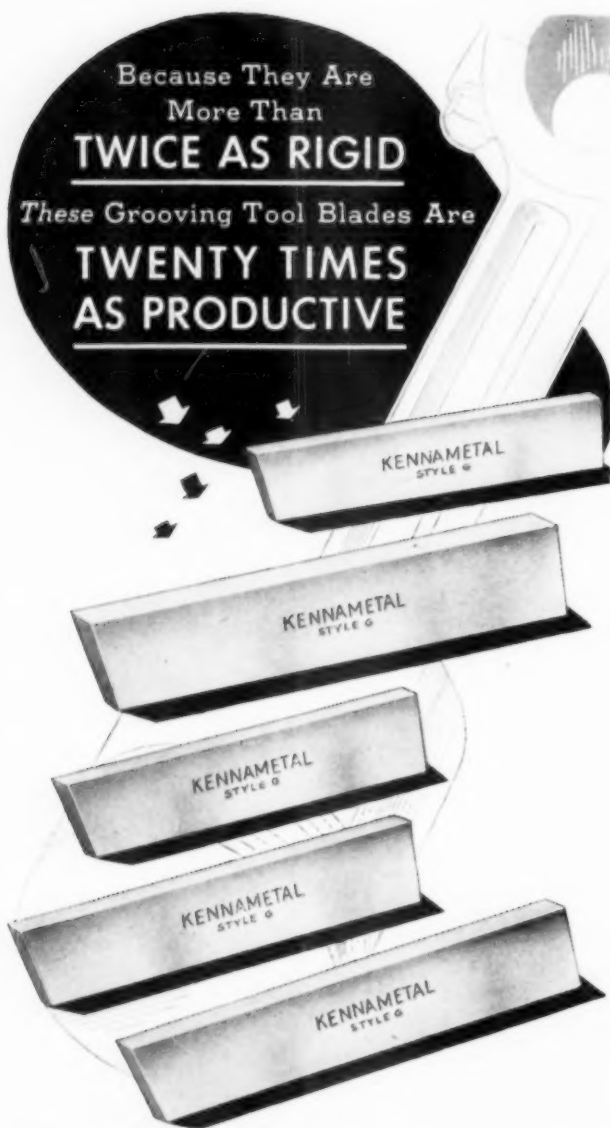 Because They Are
More Than
TWICE AS RIGID
These Grooving Tool Blades Are
TWENTY TIMES
AS PRODUCTIVE
KENNAMETAL
STYLE G
KENNAMETAL
STYLE G
KENNAMETAL
STYLE G
KENNAMETAL
STYLE G
KENNAMETAL
STYLE G